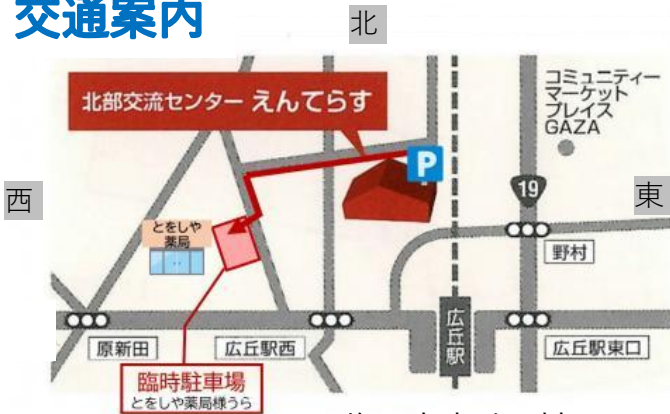 交通案内
北
北部交流センター えんてらす
コミュニティー
マーケット
プレイス
GAZA
P
19
西
東
とをしや
薬局
野村
広丘駅
原新田
広丘駅西
広丘駅東口
臨時駐車場
とをしや薬局様うら